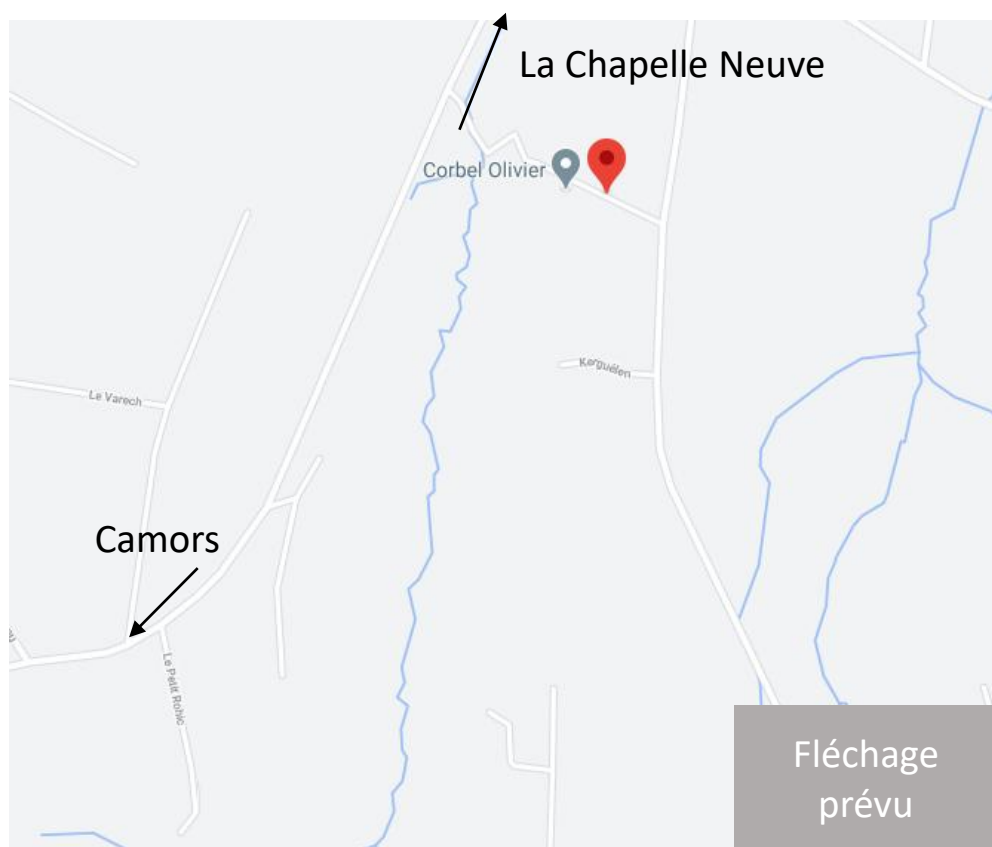 La Chapelle Neuve
Corbel Olivier
Kerguélen
Le Varech
Camors
Le Petit Rohic
Fléchage
prévu